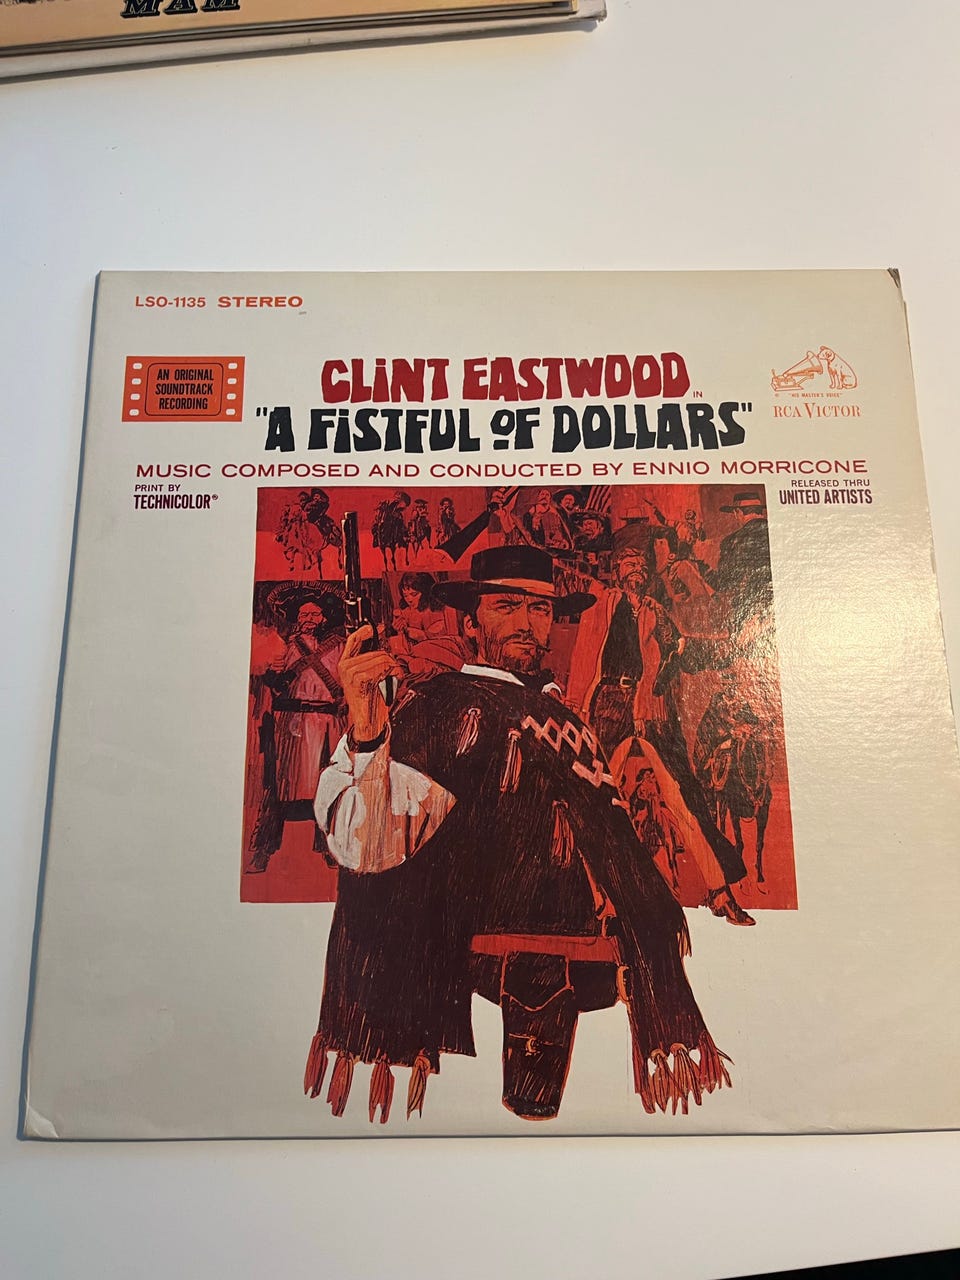 MAM
LSO-1135 STEREO
AN ORIGINAL
SOUNDTRACK
RECORDING
CLiNT EASTWOOD
IN
"A FiSTFUL OF DOLLARS"
"HIS MASTER'S VOICE"
RCA VICTOR
MUSIC COMPOSED AND CONDUCTED BY ENNIO MORRICONE
PRINT BY
TECHNICOLOR®
RELEASED THRU
UNITED ARTISTS